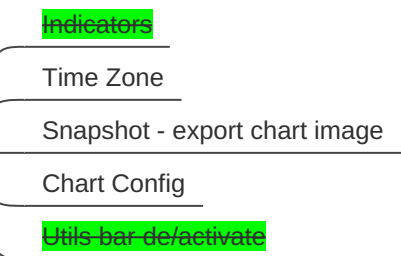 Indicators
Time Zone
Snapshot - export chart image
Chart Config
Utils bar de/activate